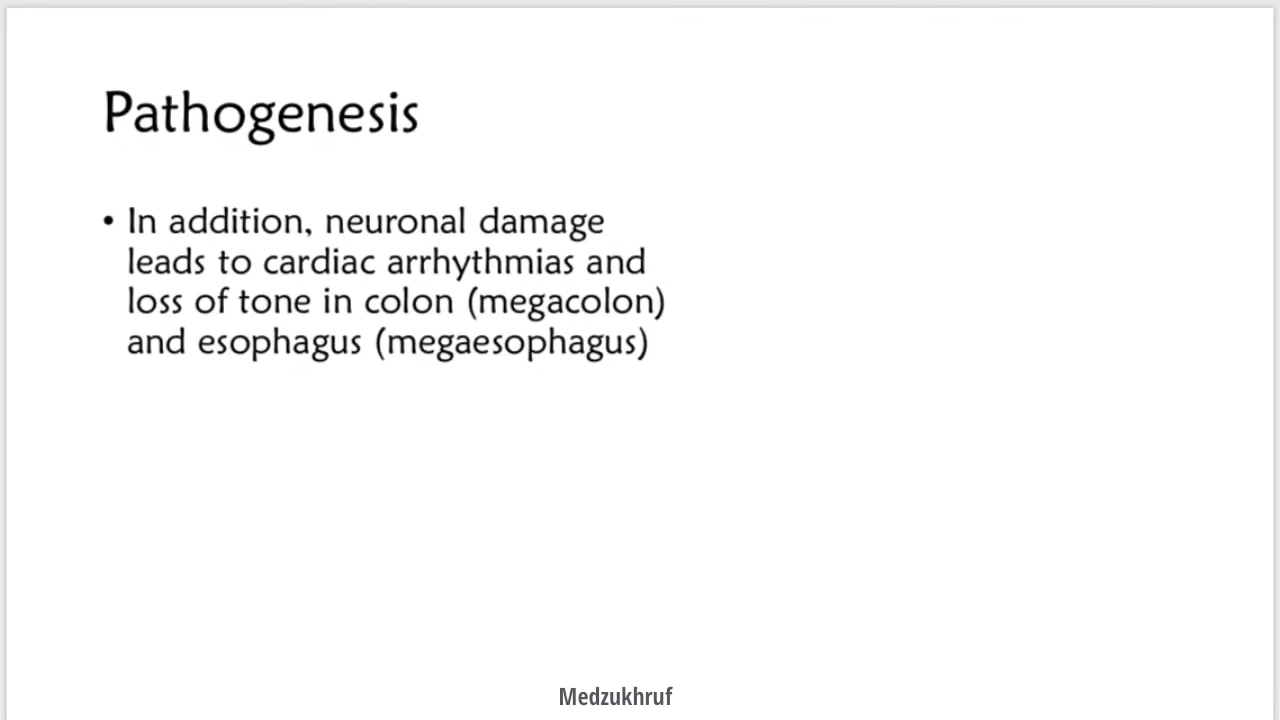 Pathogenesis
• In addition, neuronal damage
leads to cardiac arrhythmias and
loss of tone in colon (megacolon)
and esophagus (megaesophagus)
Medzukhruf